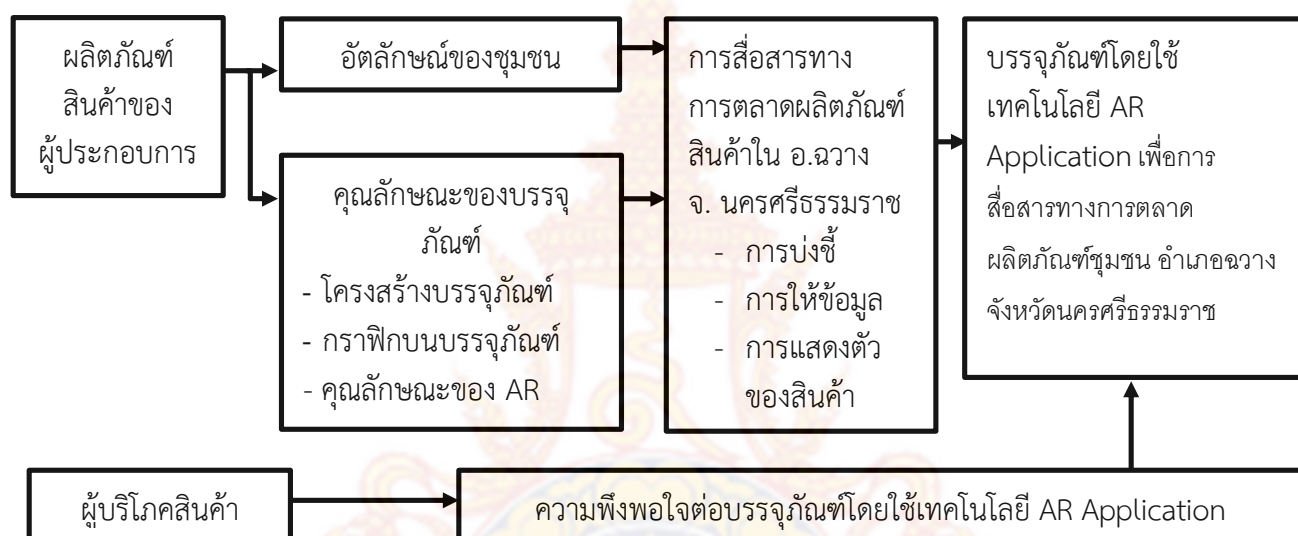 ผลิตภัณฑ์
สินค้าของ
ผู้ประกอบการ
อัตลักษณ์ของชุมชน
คุณลักษณะของบรรจุ
ภัณฑ์
- โครงสร้างบรรจุภัณฑ์
- กราฟิกบนบรรจุภัณฑ์
- คุณลักษณะของ AR
การสื่อสารทาง
การตลาดผลิตภัณฑ์
สินค้าใน อ.ฉวาง
จ. นครศรีธรรมราช
- การบ่งชี้
- การให้ข้อมูล
- การแสดงตัว
ของสินค้า
บรรจุภัณฑ์โดยใช้
เทคโนโลยี AR
Application เพื่อการ
สื่อสารทางการตลาด
ผลิตภัณฑ์ชุมชน อำเภอฉวาง
จังหวัดนครศรีธรรมราช
ผู้บริโภคสินค้า
ความพึงพอใจต่อบรรจุภัณฑ์โดยใช้เทคโนโลยี AR Application